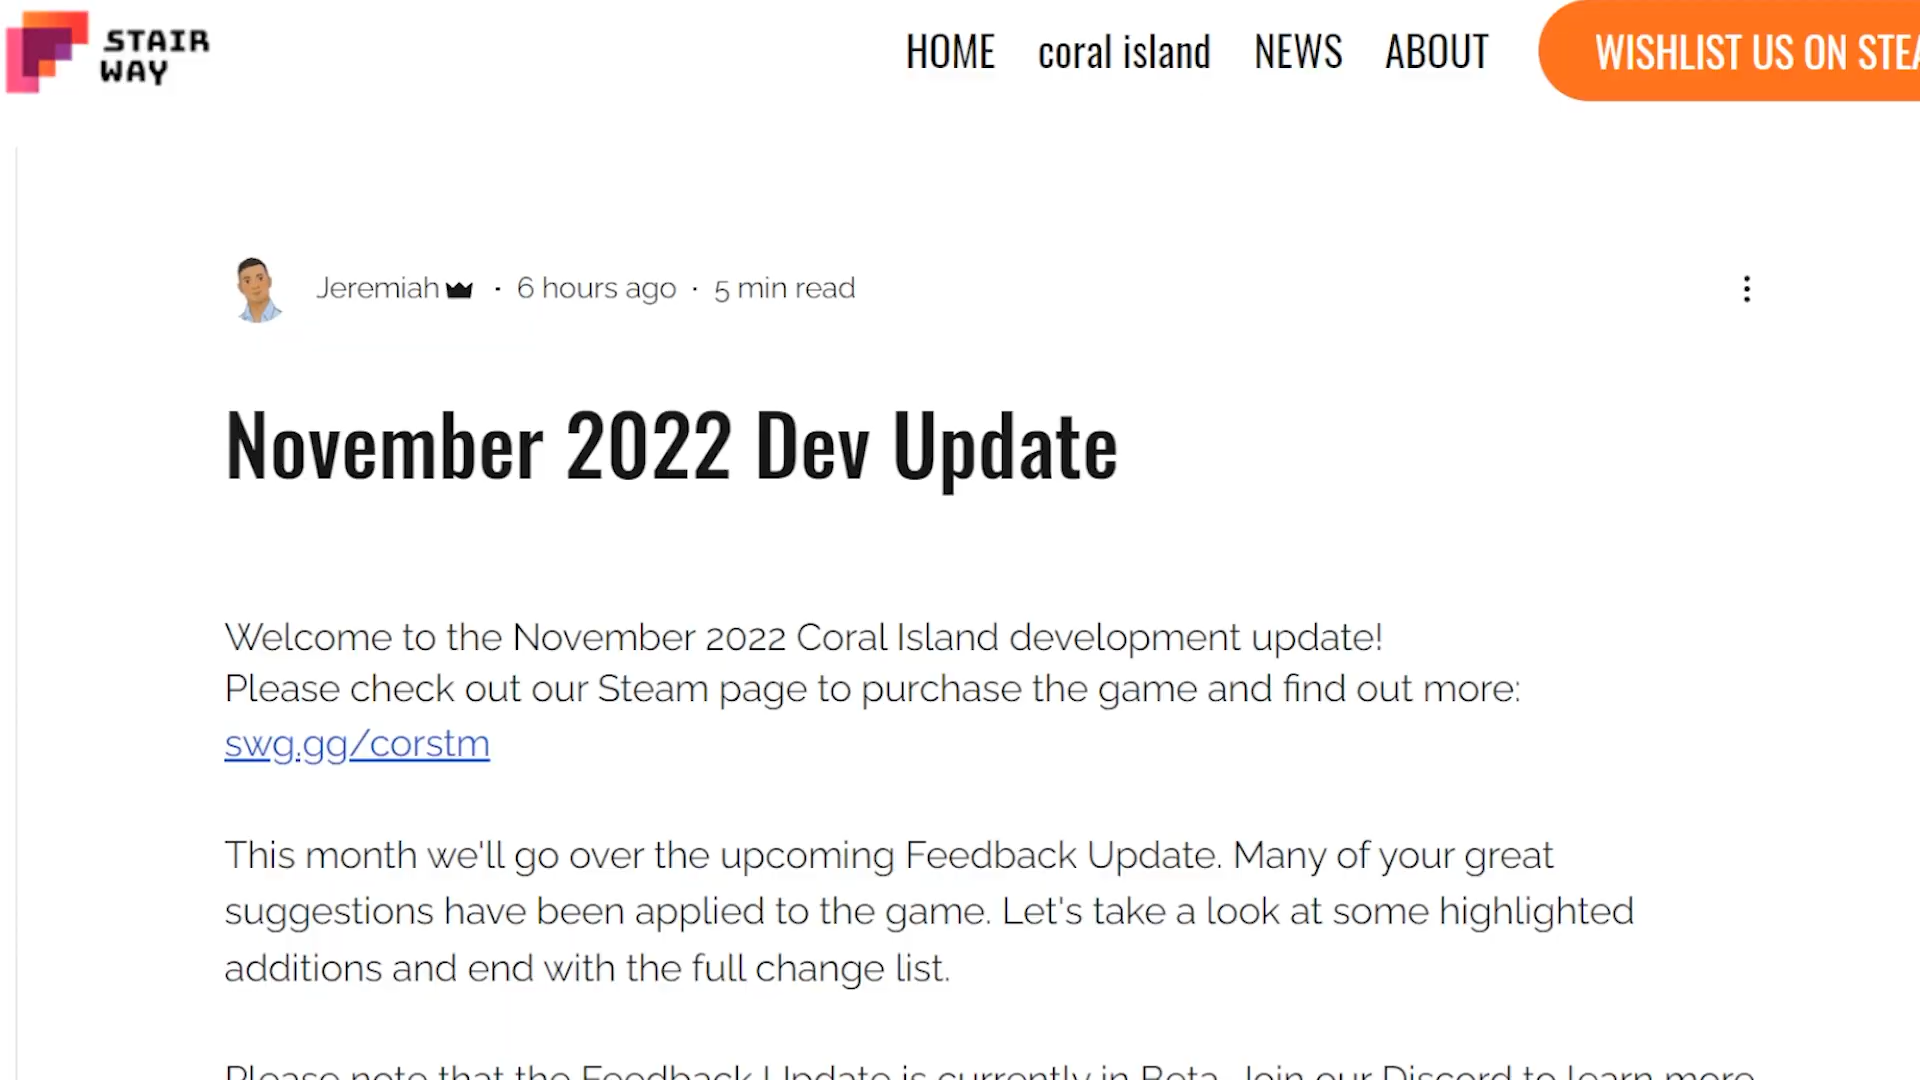 STAIR
WAY
HOME coral island NEWS ABOUT WISHLIST US ON STEA
Jeremiah · 6 hours ago · 5 min read
November 2022 Dev Update
Welcome to the November 2022 Coral Island development update!
Please check out our Steam page to purchase the game and find out more:
swg.gg/corstm
This month we'll go over the upcoming Feedback Update. Many of your great
suggestions have been applied to the game. Let's take a look at some highlighted
additions and end with the full change list.
Please note that the Feedback Update is currently in Beta. Join our Discord to learn more